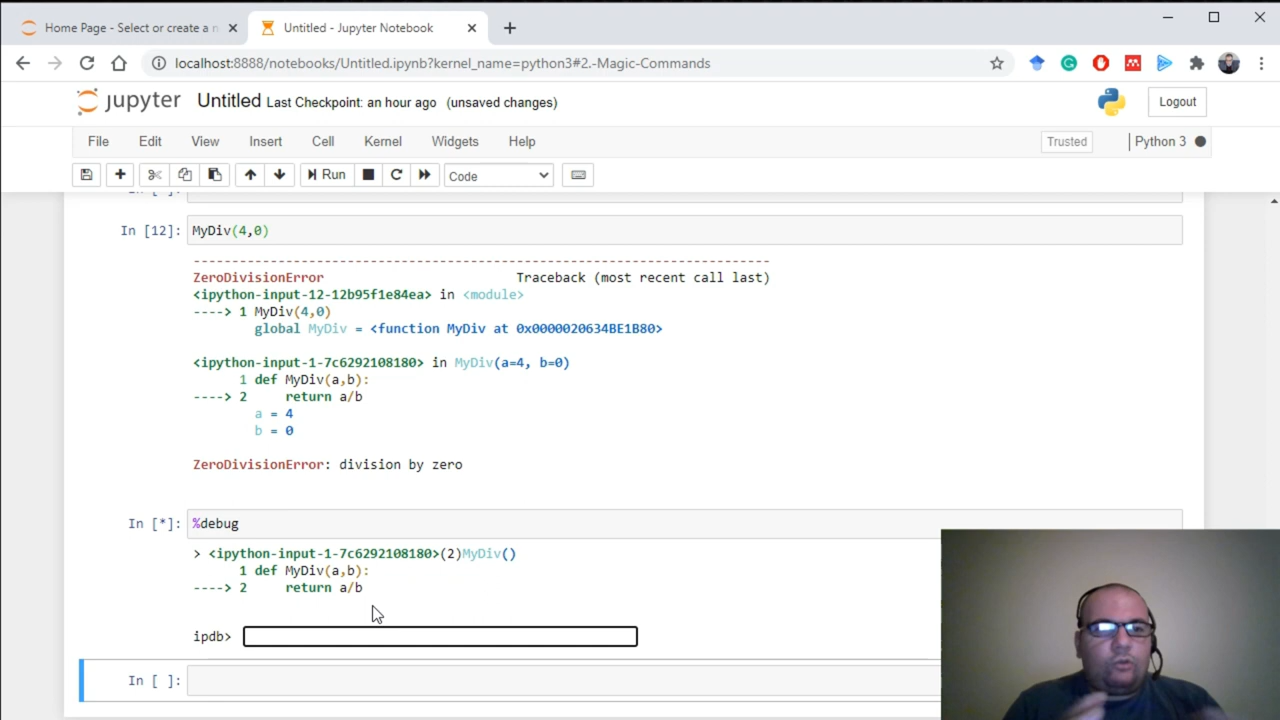 Home Page - Select or create a n
Untitled - Jupyter Notebook
localhost:8888/notebooks/Untitled.ipynb?kernel_name=python3#2.-Magic-Commands
jupyter Untitled Last Checkpoint: an hour ago (unsaved changes)
Logout
File Edit View Insert Cell Kernel Widgets Help
Trusted
Python 3
Run
Code
In [12]: MyDiv(4,0)
---------------------------------------------------------------------------
ZeroDivisionError Traceback (most recent call last)
<ipython-input-12-12b95f1e84ea> in <module>
----> 1 MyDiv(4,0)
global MyDiv = <function MyDiv at 0x0000020634BE1B80>
<ipython-input-1-7c6292108180> in MyDiv(a=4, b=0)
1 def MyDiv(a,b):
----> 2 return a/b
a = 4
b = 0
ZeroDivisionError: division by zero
In [*]: %debug
> <ipython-input-1-7c6292108180>(2)MyDiv()
1 def MyDiv(a,b):
----> 2 return a/b
ipdb>
In [ ]: